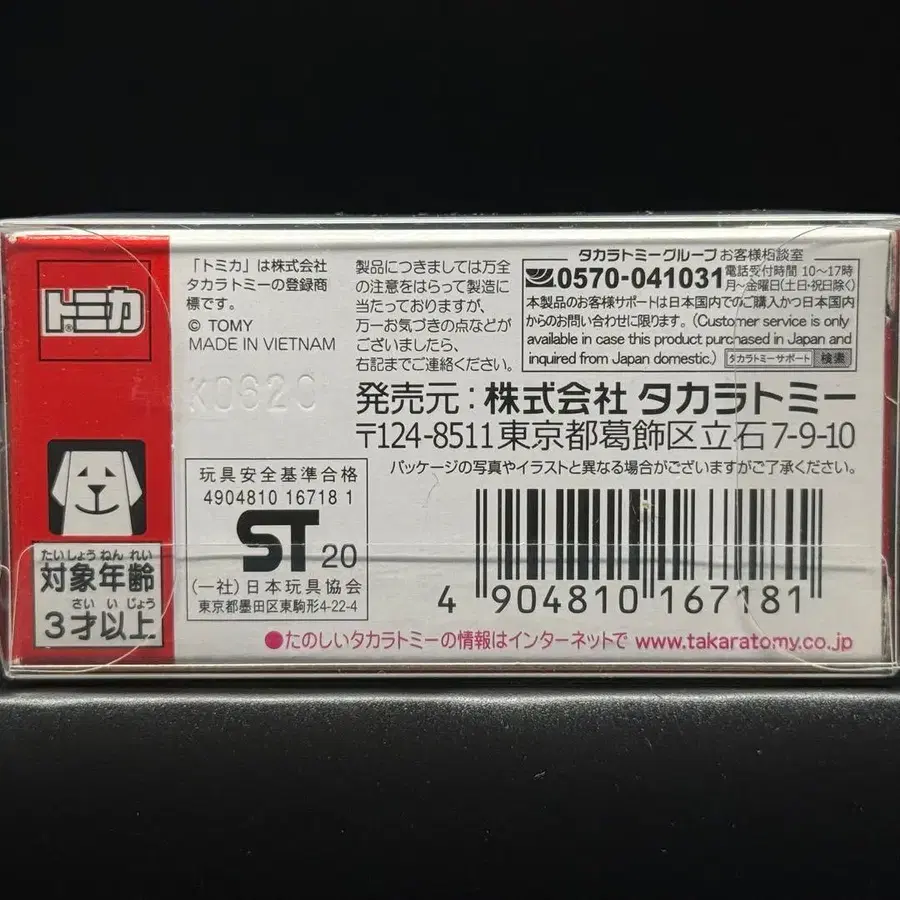 トミカ®
「トミカ」は株式会社
タカラトミーの登録商
標です。
© TOMY
MADE IN VIETNAM
K0620
製品につきましては万全
の注意をはらって製造に
当たっておりますが、
万一お気づきの点などが
ございましたら、
右記までご連絡ください。
タカラトミーグループ お客様相談室
0570-041031 電話受付時間 10〜17時
月〜金曜日(土日·祝日除く)
本製品のお客様サポートは日本国内でのご購入かつ日本国内
からのお問い合わせに限ります。(Customer service is only
available in case this product purchased in Japan and
inquired from Japan domestic.) タカラトミーサポート 検索
発売元:株式会社 タカラトミー
〒124-8511 東京都葛飾区立石7-9-10
パッケージの写真やイラストと異なる場合がございますがご了承ください。
玩具安全基準合格
4904810 16718 1
ST 20
(一社)日本玩具協会
東京都墨田区東駒形4-22-4
たいしょうねんれい
対象年齢
さいいじょう
3才以上
4 904810 167181
●たのしいタカラトミーの情報はインターネットで www.takaratomy.co.jp